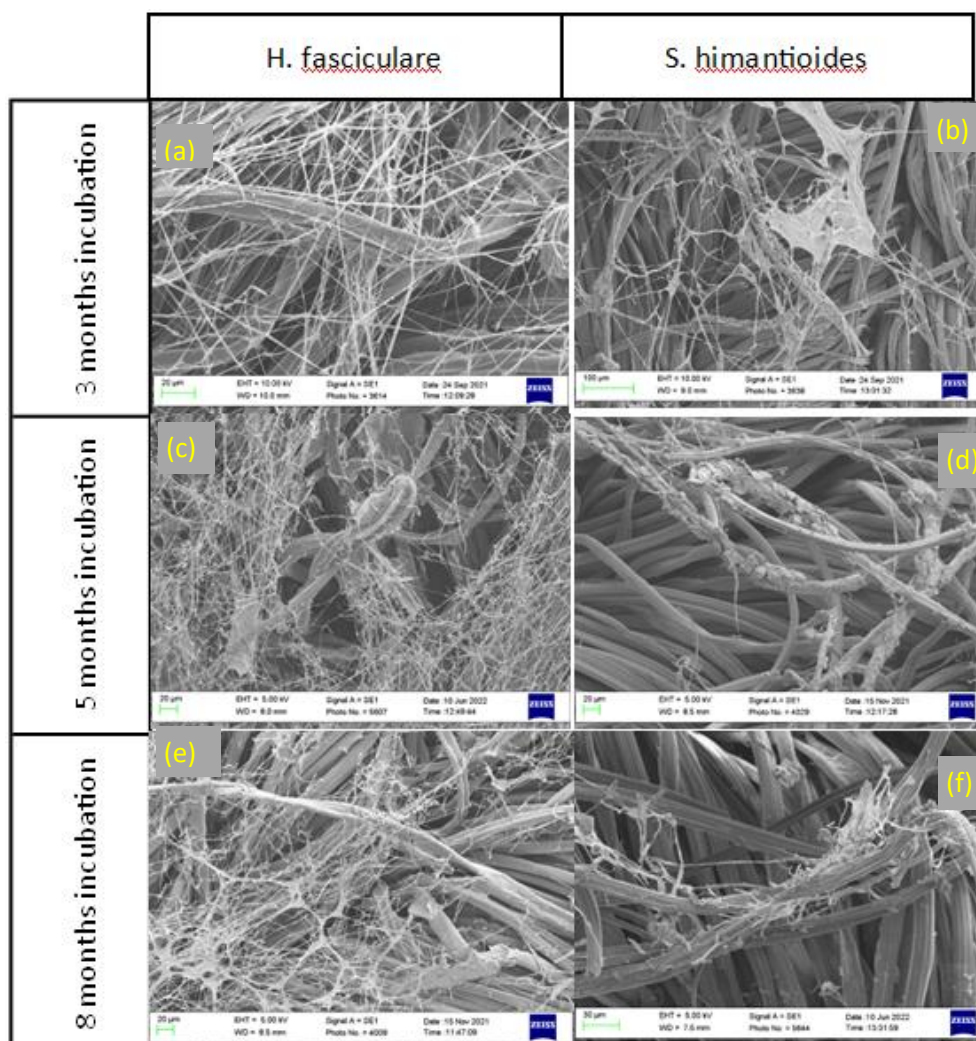 H. fasciculare
S. himantioides
3 months incubation
(a)
20 µm
EHT = 10.00 kV
Signal A = SE1
Date: 24 Sep 2021
WD = 10.0 mm
Photo No. = 3614
Time :12:09:28
ZEISS
(b)
100 µm
EHT = 10.00 kV
Signal A = SE1
Date: 24 Sep 2021
WD = 9.0 mm
Time :13:01:32
ZEISS
5 months incubation
(c)
20 µm
EHT = 5.00 kV
Signal A = SE1
Date :10 Jun 2022
WD = 8.0 mm
Photo No. = 5607
Time :12:49:44
ZEISS
(d)
20 µm
EHT = 5.00 kV
Signal A = SE1
Date :15 Nov 2021
WD = 8.5 mm
Photo No. = 4029
Time :12:17:28
ZEISS
8 months incubation
(e)
20 µm
EHT = 5.00 kV
Signal A = SE1
Date :15 Nov 2021
WD = 8.5 mm
Photo No. = 4009
Time :11:47:09
ZEISS
(f)
30 µm
EHT = 5.00 kV
Signal A = SE1
Date :10 Jun 2022
WD = 7.5 mm
Photo No. = 5644
Time :13:31:59
ZEISS